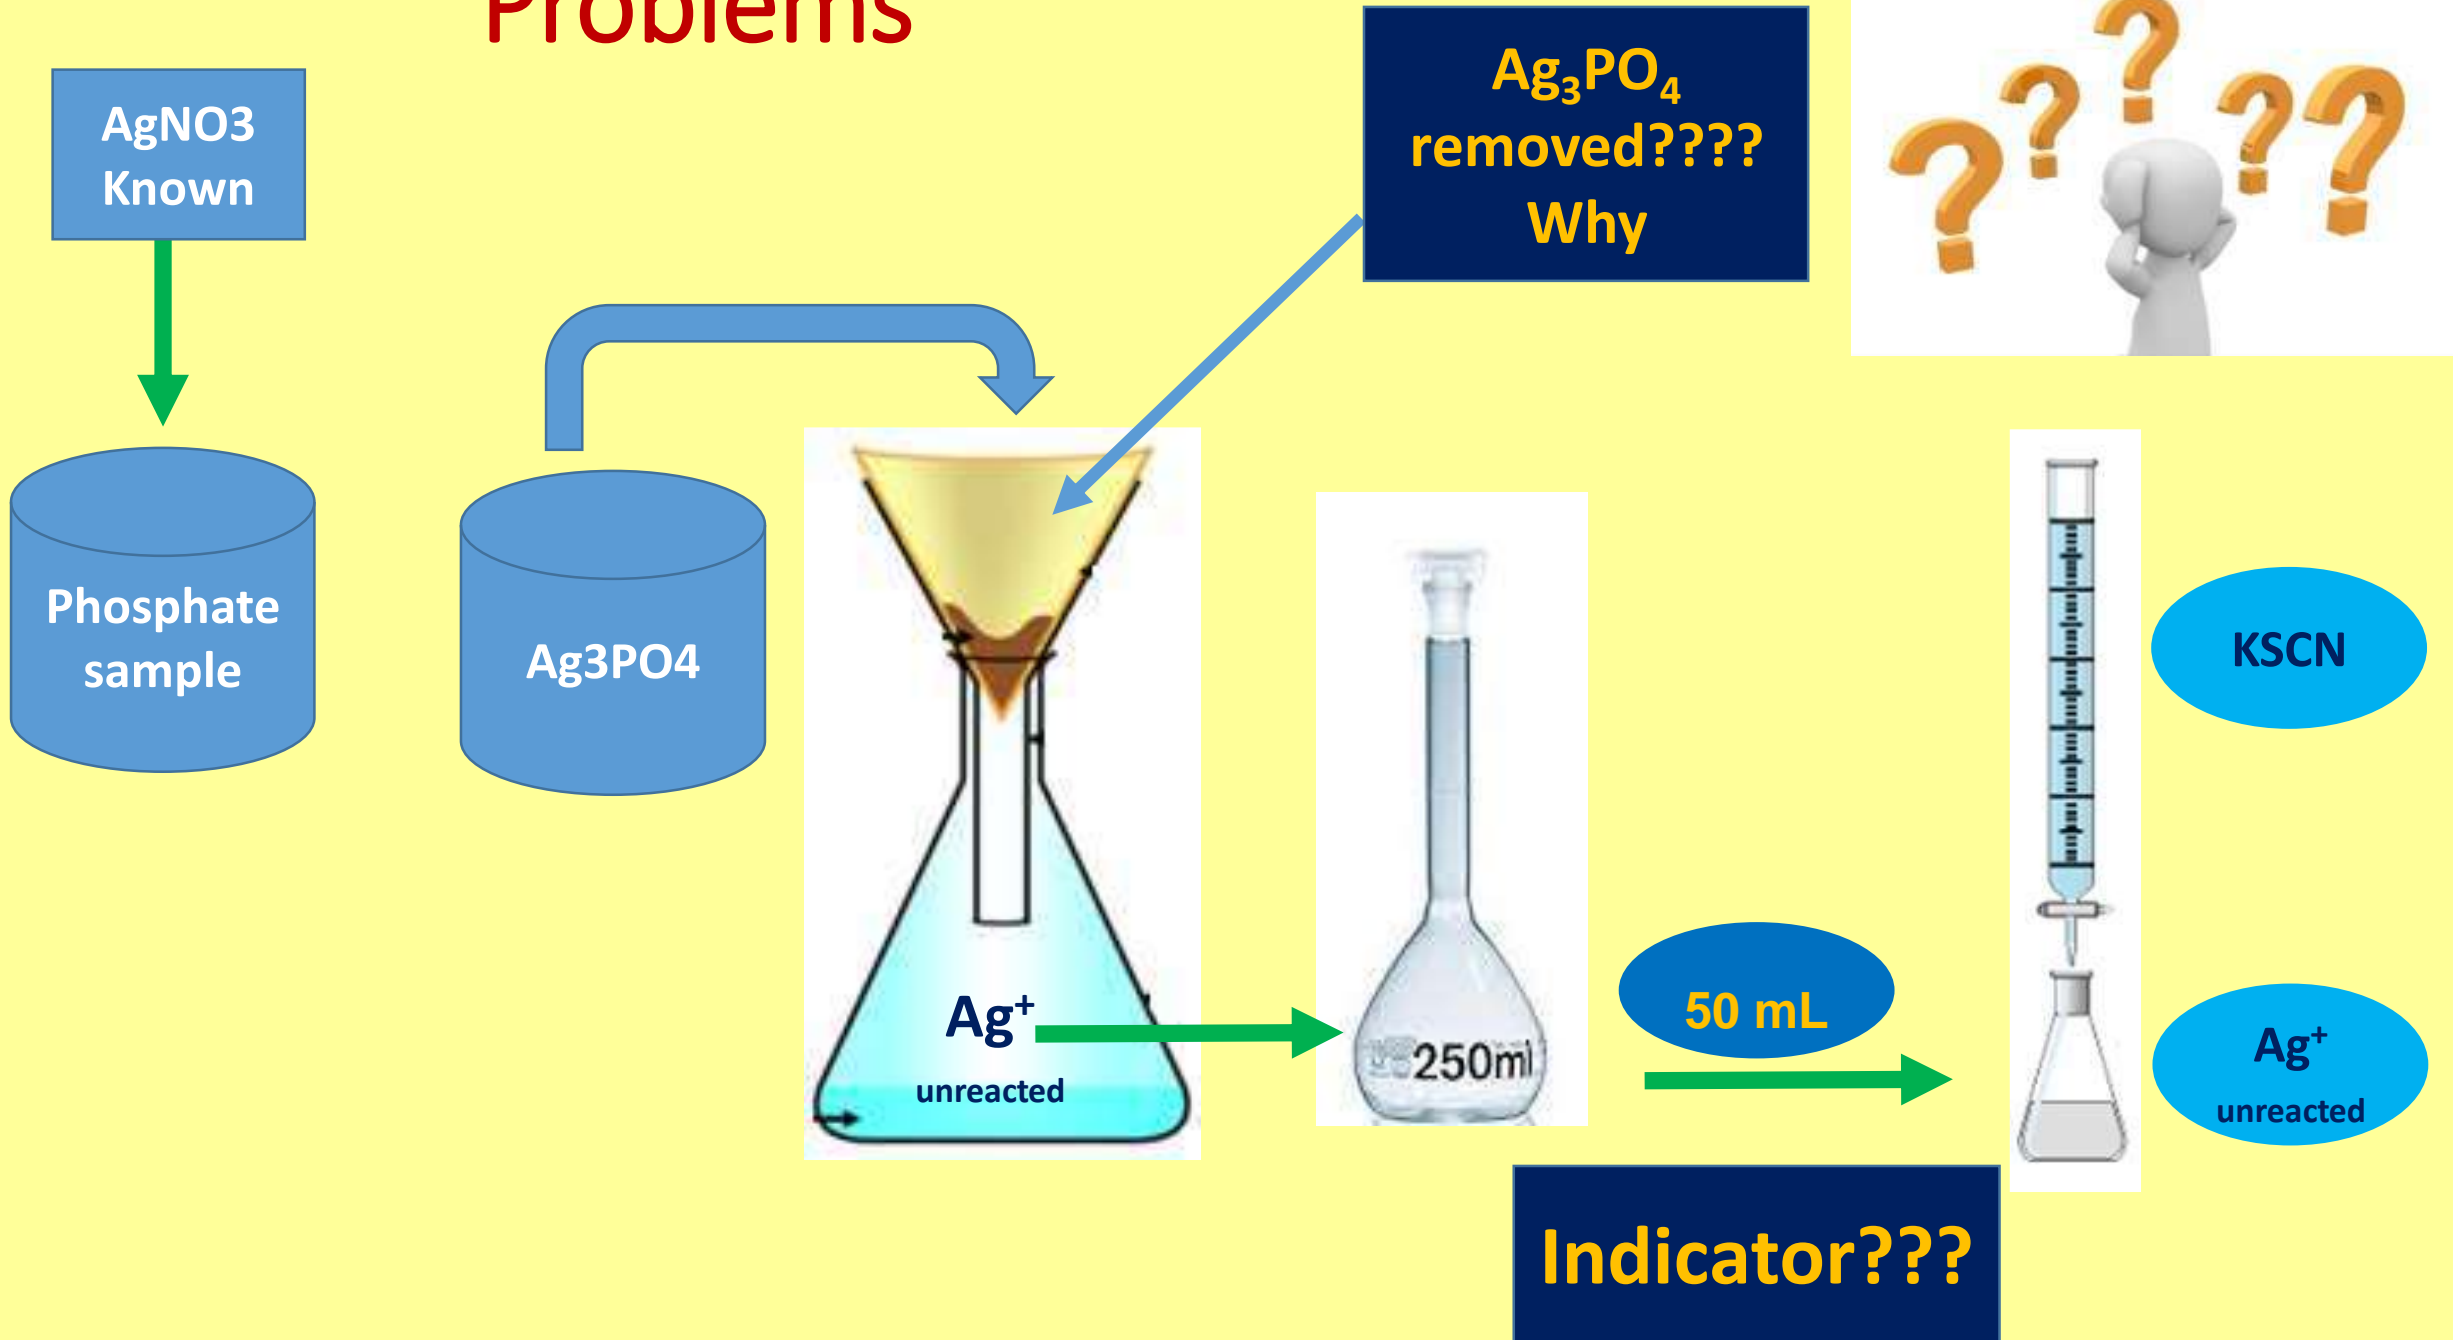 Problems
AgNO3
Known
Ag₃PO₄
removed????
Why
Phosphate
sample
Ag3PO4
KSCN
Ag⁺
unreacted
250ml
50 mL
Ag⁺
unreacted
Indicator???